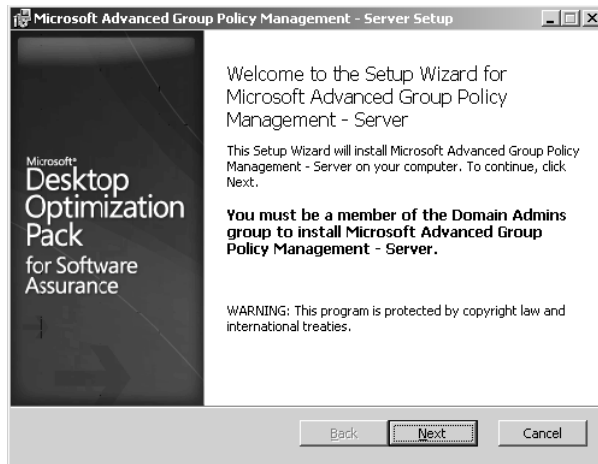 Microsoft Advanced Group Policy Management - Server Setup
Welcome to the Setup Wizard for
Microsoft Advanced Group Policy
Management - Server
This Setup Wizard will install Microsoft Advanced Group Policy
Management - Server on your computer. To continue, click
Next.
You must be a member of the Domain Admins
group to install Microsoft Advanced Group
Policy Management - Server.
WARNING: This program is protected by copyright law and
international treaties.
Microsoft®
Desktop
Optimization
Pack
for Software
Assurance
Back
Next
Cancel